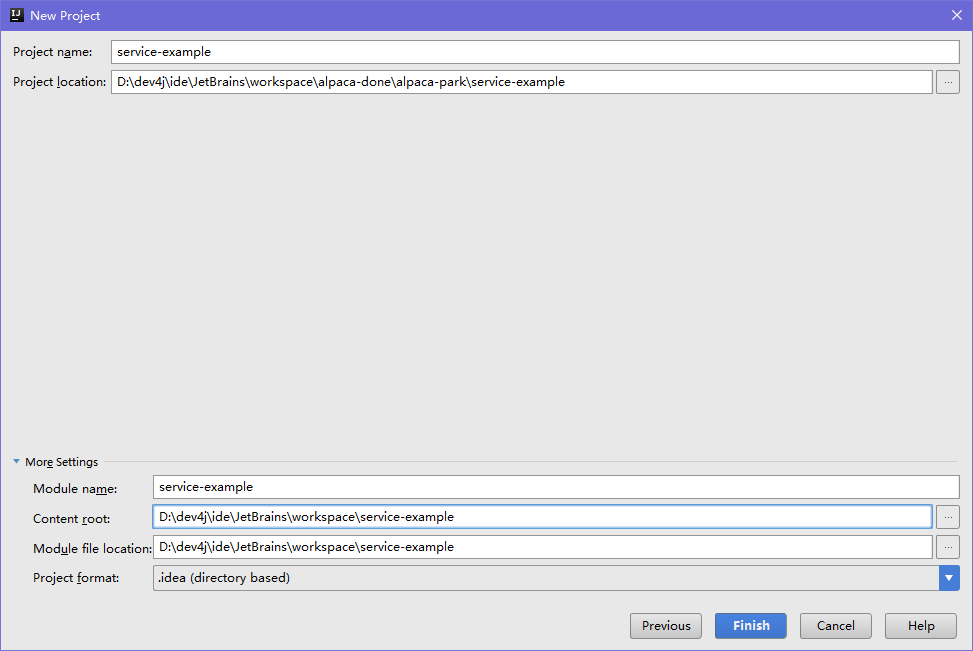 New Project
Project name: service-example
Project location: D:\dev4j\ide\JetBrains\workspace\alpaca-done\alpaca-park\service-example ...
More Settings
Module name: service-example
Content root: D:\dev4j\ide\JetBrains\workspace\service-example ...
Module file location: D:\dev4j\ide\JetBrains\workspace\service-example ...
Project format: .idea (directory based)
Previous Finish Cancel Help